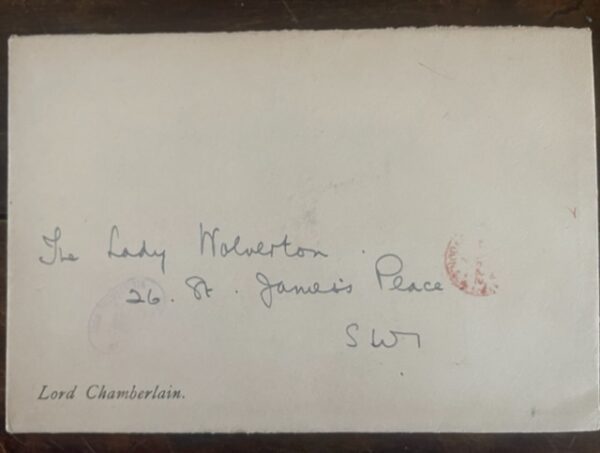 The Lady Wolverton.
26. St. James's Place
SW1
Lord Chamberlain.